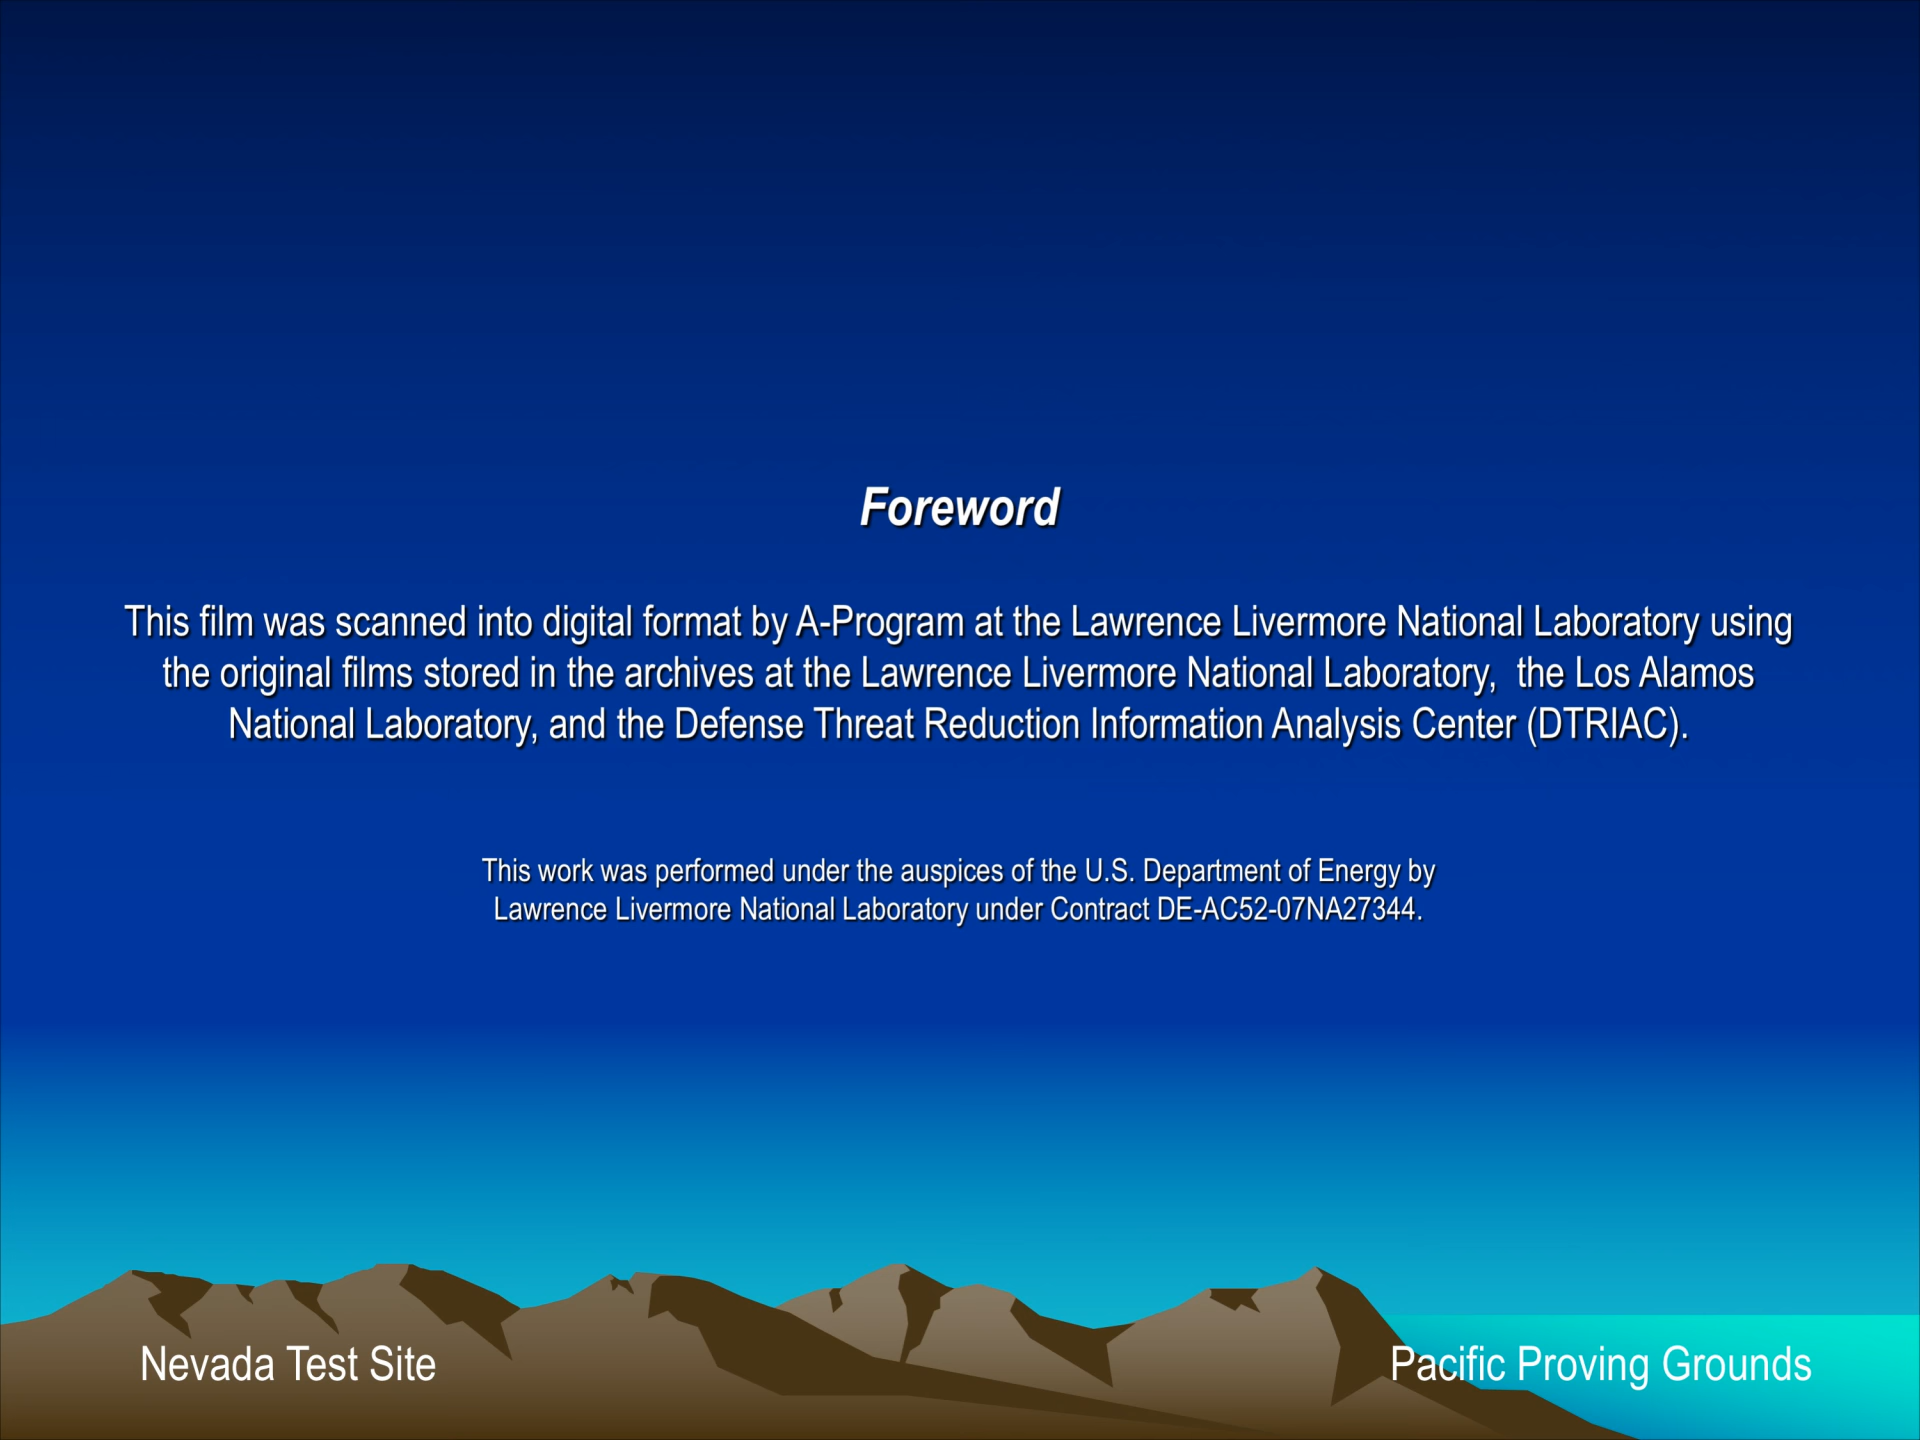 Foreword
This film was scanned into digital format by A-Program at the Lawrence Livermore National Laboratory using
the original films stored in the archives at the Lawrence Livermore National Laboratory,  the Los Alamos
National Laboratory, and the Defense Threat Reduction Information Analysis Center (DTRIAC).
This work was performed under the auspices of the U.S. Department of Energy by
Lawrence Livermore National Laboratory under Contract DE-AC52-07NA27344.
Nevada Test Site
Pacific Proving Grounds